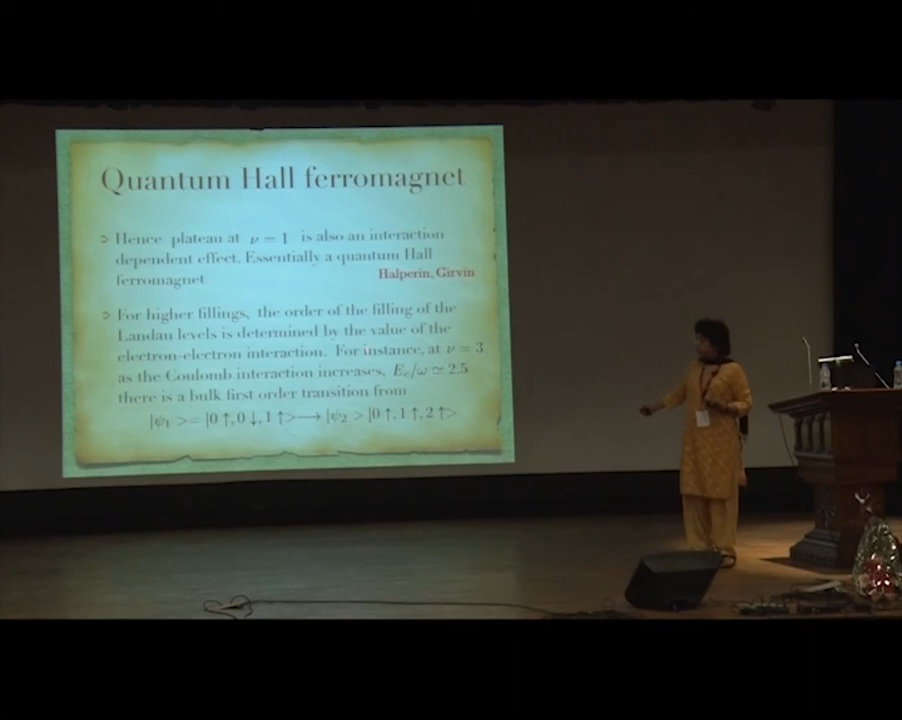 Quantum Hall ferromagnet
Hence plateau at ν = 1 is also an interaction
dependent effect. Essentially a quantum Hall
ferromagnet
Halperin, Girvin
For higher fillings, the order of the filling of the
Landau levels is determined by the value of the
electron-electron interaction. For instance, at ν = 3
as the Coulomb interaction increases, E_c/ω ≃ 2.5
there is a bulk first order transition from
|ψ₁ >= |0 ↑, 0 ↓, 1 ↑> ⟶ |ψ₂ > |0 ↑, 1 ↑, 2 ↑>